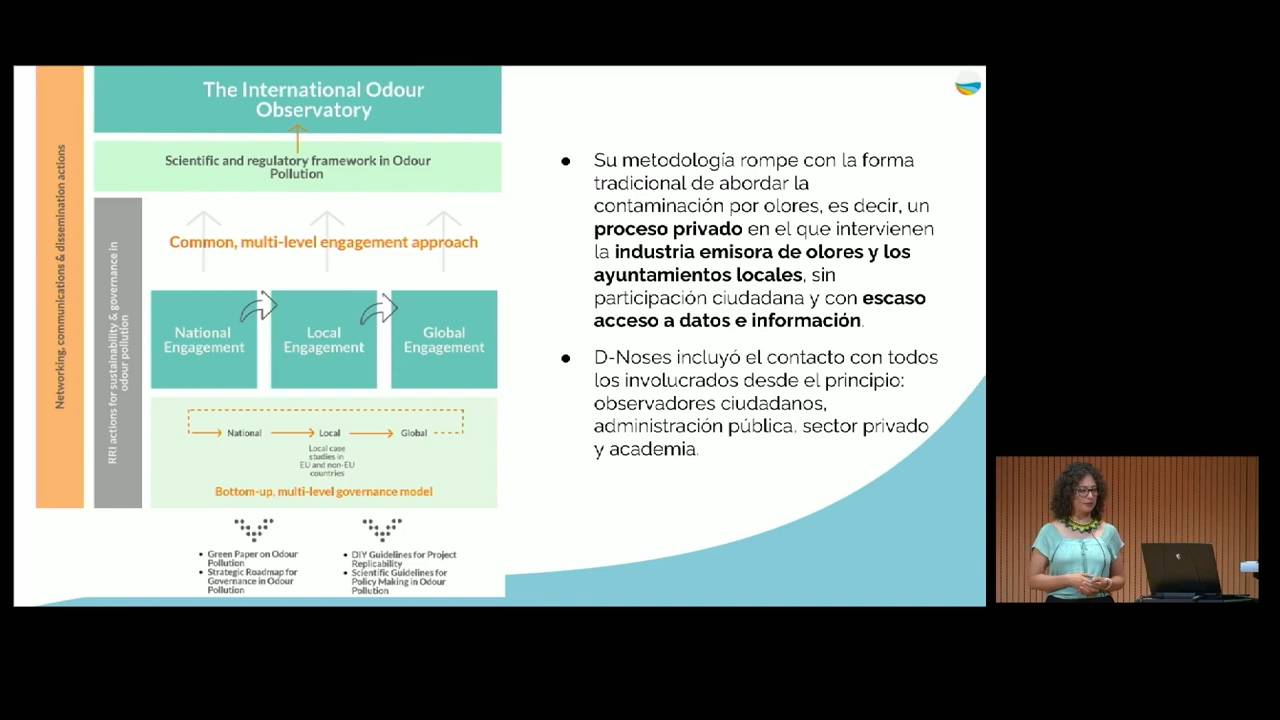 The International Odour
Observatory
Scientific and regulatory framework in Odour
Pollution
Networking, communications & dissemination actions
RRI actions for sustainability & governance in
odour pollution
Common, multi-level engagement approach
National
Engagement
Local
Engagement
Global
Engagement
National
Local
Global
Local case
studies in
EU and non-EU
countries
Bottom-up, multi-level governance model
• Green Paper on Odour
Pollution
• Strategic Roadmap for
Governance in Odour
Pollution
• DIY Guidelines for Project
Replicability
• Scientific Guidelines for
Policy Making in Odour
Pollution
● Su metodología rompe con la forma
tradicional de abordar la
contaminación por olores, es decir, un
proceso privado en el que intervienen
la industria emisora de olores y los
ayuntamientos locales, sin
participación ciudadana y con escaso
acceso a datos e información.
● D-Noses incluyó el contacto con todos
los involucrados desde el principio:
observadores ciudadanos,
administración pública, sector privado
y academia.